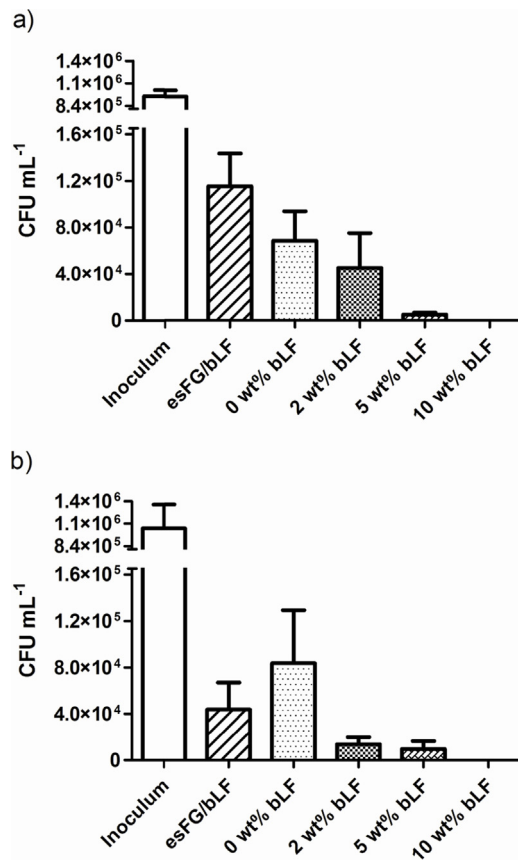 a)
1.4×10⁶
1.1×10⁶
8.4×10⁵
1.6×10⁵
1.2×10⁵
8.0×10⁴
4.0×10⁴
0
CFU mL⁻¹
Inoculum
esFG/bLF
0 wt% bLF
2 wt% bLF
5 wt% bLF
10 wt% bLF
b)
1.4×10⁶
1.1×10⁶
8.4×10⁵
1.6×10⁵
1.2×10⁵
8.0×10⁴
4.0×10⁴
0
CFU mL⁻¹
Inoculum
esFG/bLF
0 wt% bLF
2 wt% bLF
5 wt% bLF
10 wt% bLF